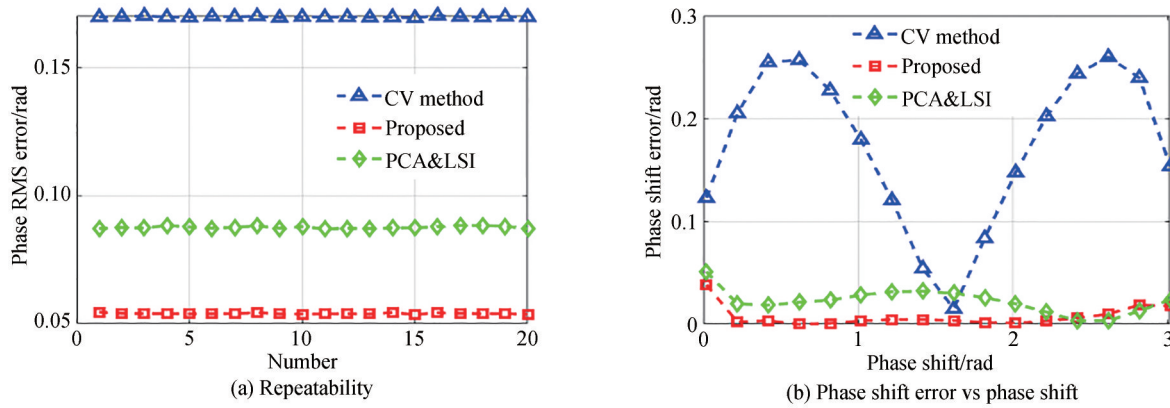 0.15
0.10
0.05
Phase RMS error/rad
CV method
Proposed
PCA&LSI
0
5
10
15
20
Number
(a) Repeatability
0.3
0.2
0.1
0
Phase shift error/rad
CV method
Proposed
PCA&LSI
0
1
2
3
Phase shift/rad
(b) Phase shift error vs phase shift